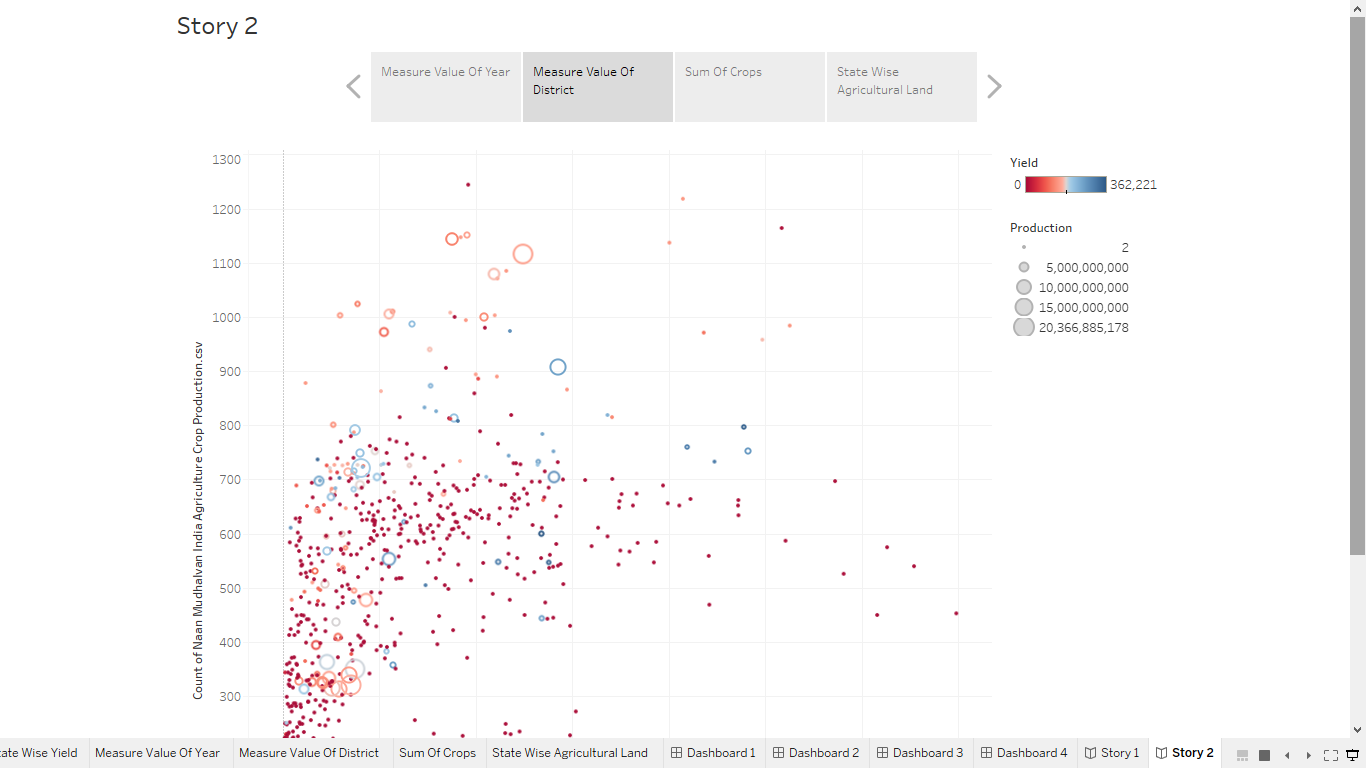 Story 2
Measure Value Of Year
Measure Value Of
District
Sum Of Crops
State Wise
Agricultural Land
1300
1200
1100
1000
900
800
700
600
500
400
300
Count of Naan Mudhalvan India Agriculture Crop Production.csv
Yield
0
362,221
Production
2
5,000,000,000
10,000,000,000
15,000,000,000
20,366,885,178
tate Wise Yield
Measure Value Of Year
Measure Value Of District
Sum Of Crops
State Wise Agricultural Land
Dashboard 1
Dashboard 2
Dashboard 3
Dashboard 4
Story 1
Story 2